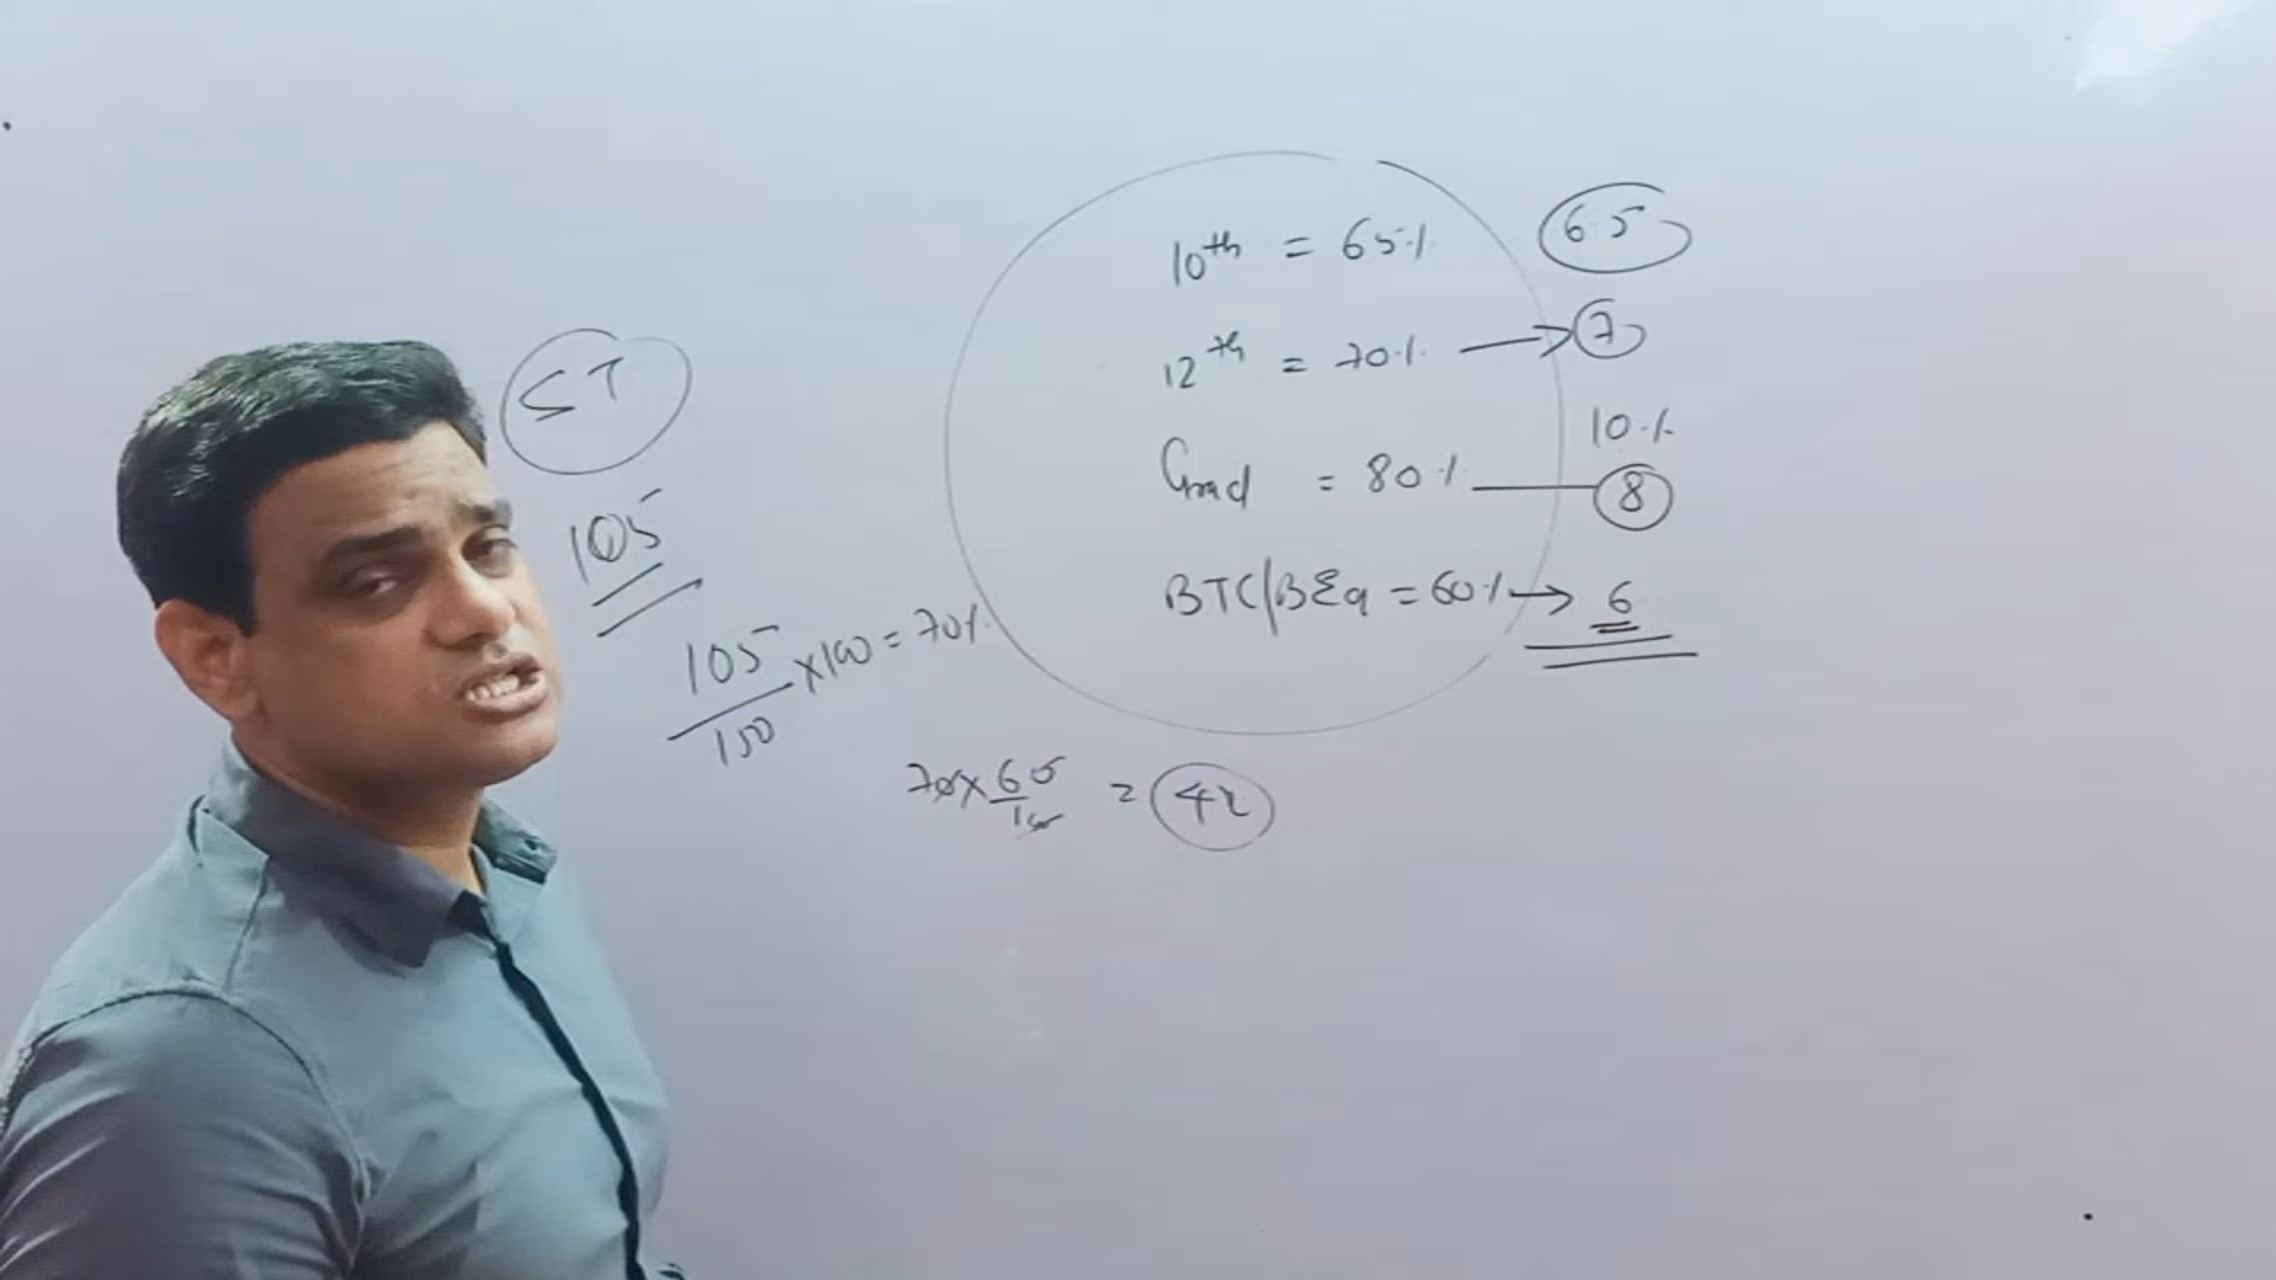 10th = 65% 6.5
12th = 70% → 7
10%
Grad = 80% — 8
BTC/BEq = 60% → 6
ST
105
105/150 x100 = 70%
70x60/100 = 42